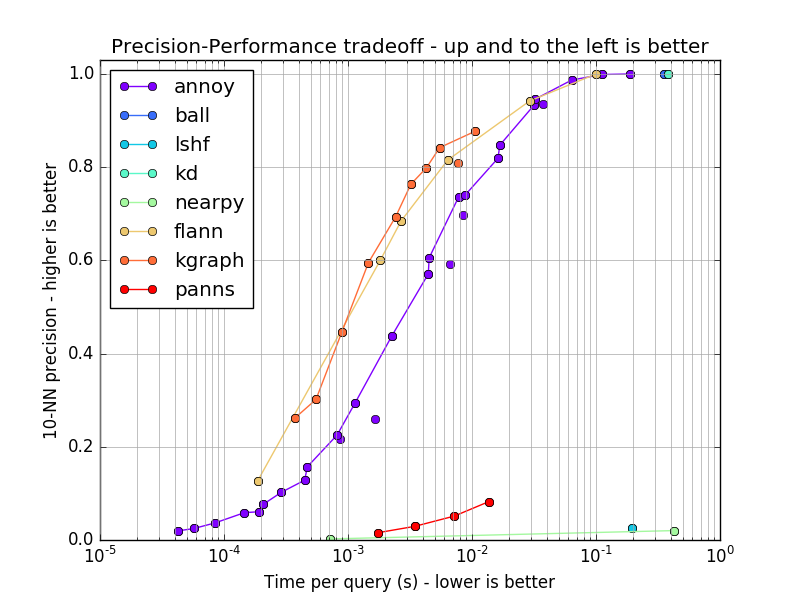 Precision-Performance tradeoff - up and to the left is better
1.0
0.8
0.6
0.4
0.2
0.0
10-NN precision - higher is better
annoy
ball
lshf
kd
nearpy
flann
kgraph
panns
10⁻⁵ 10⁻⁴ 10⁻³ 10⁻² 10⁻¹ 10⁰
Time per query (s) - lower is better